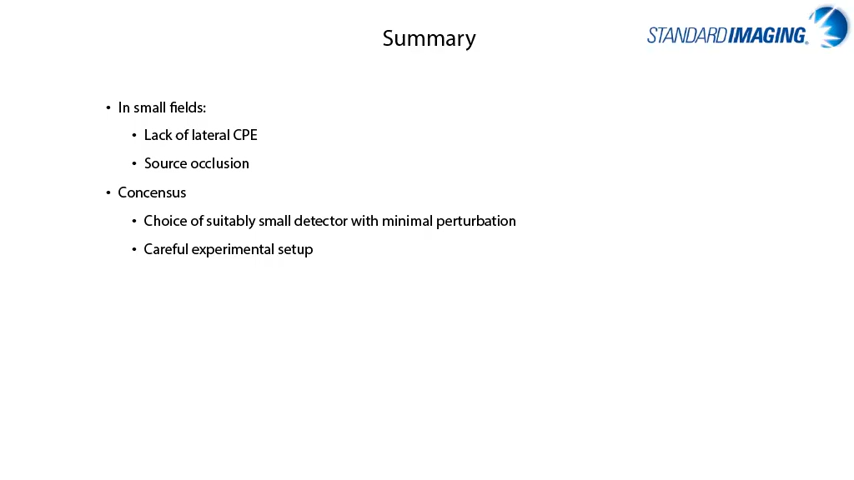 Summary
STANDARD IMAGING®
• In small fields:
• Lack of lateral CPE
• Source occlusion
• Concensus
• Choice of suitably small detector with minimal perturbation
• Careful experimental setup